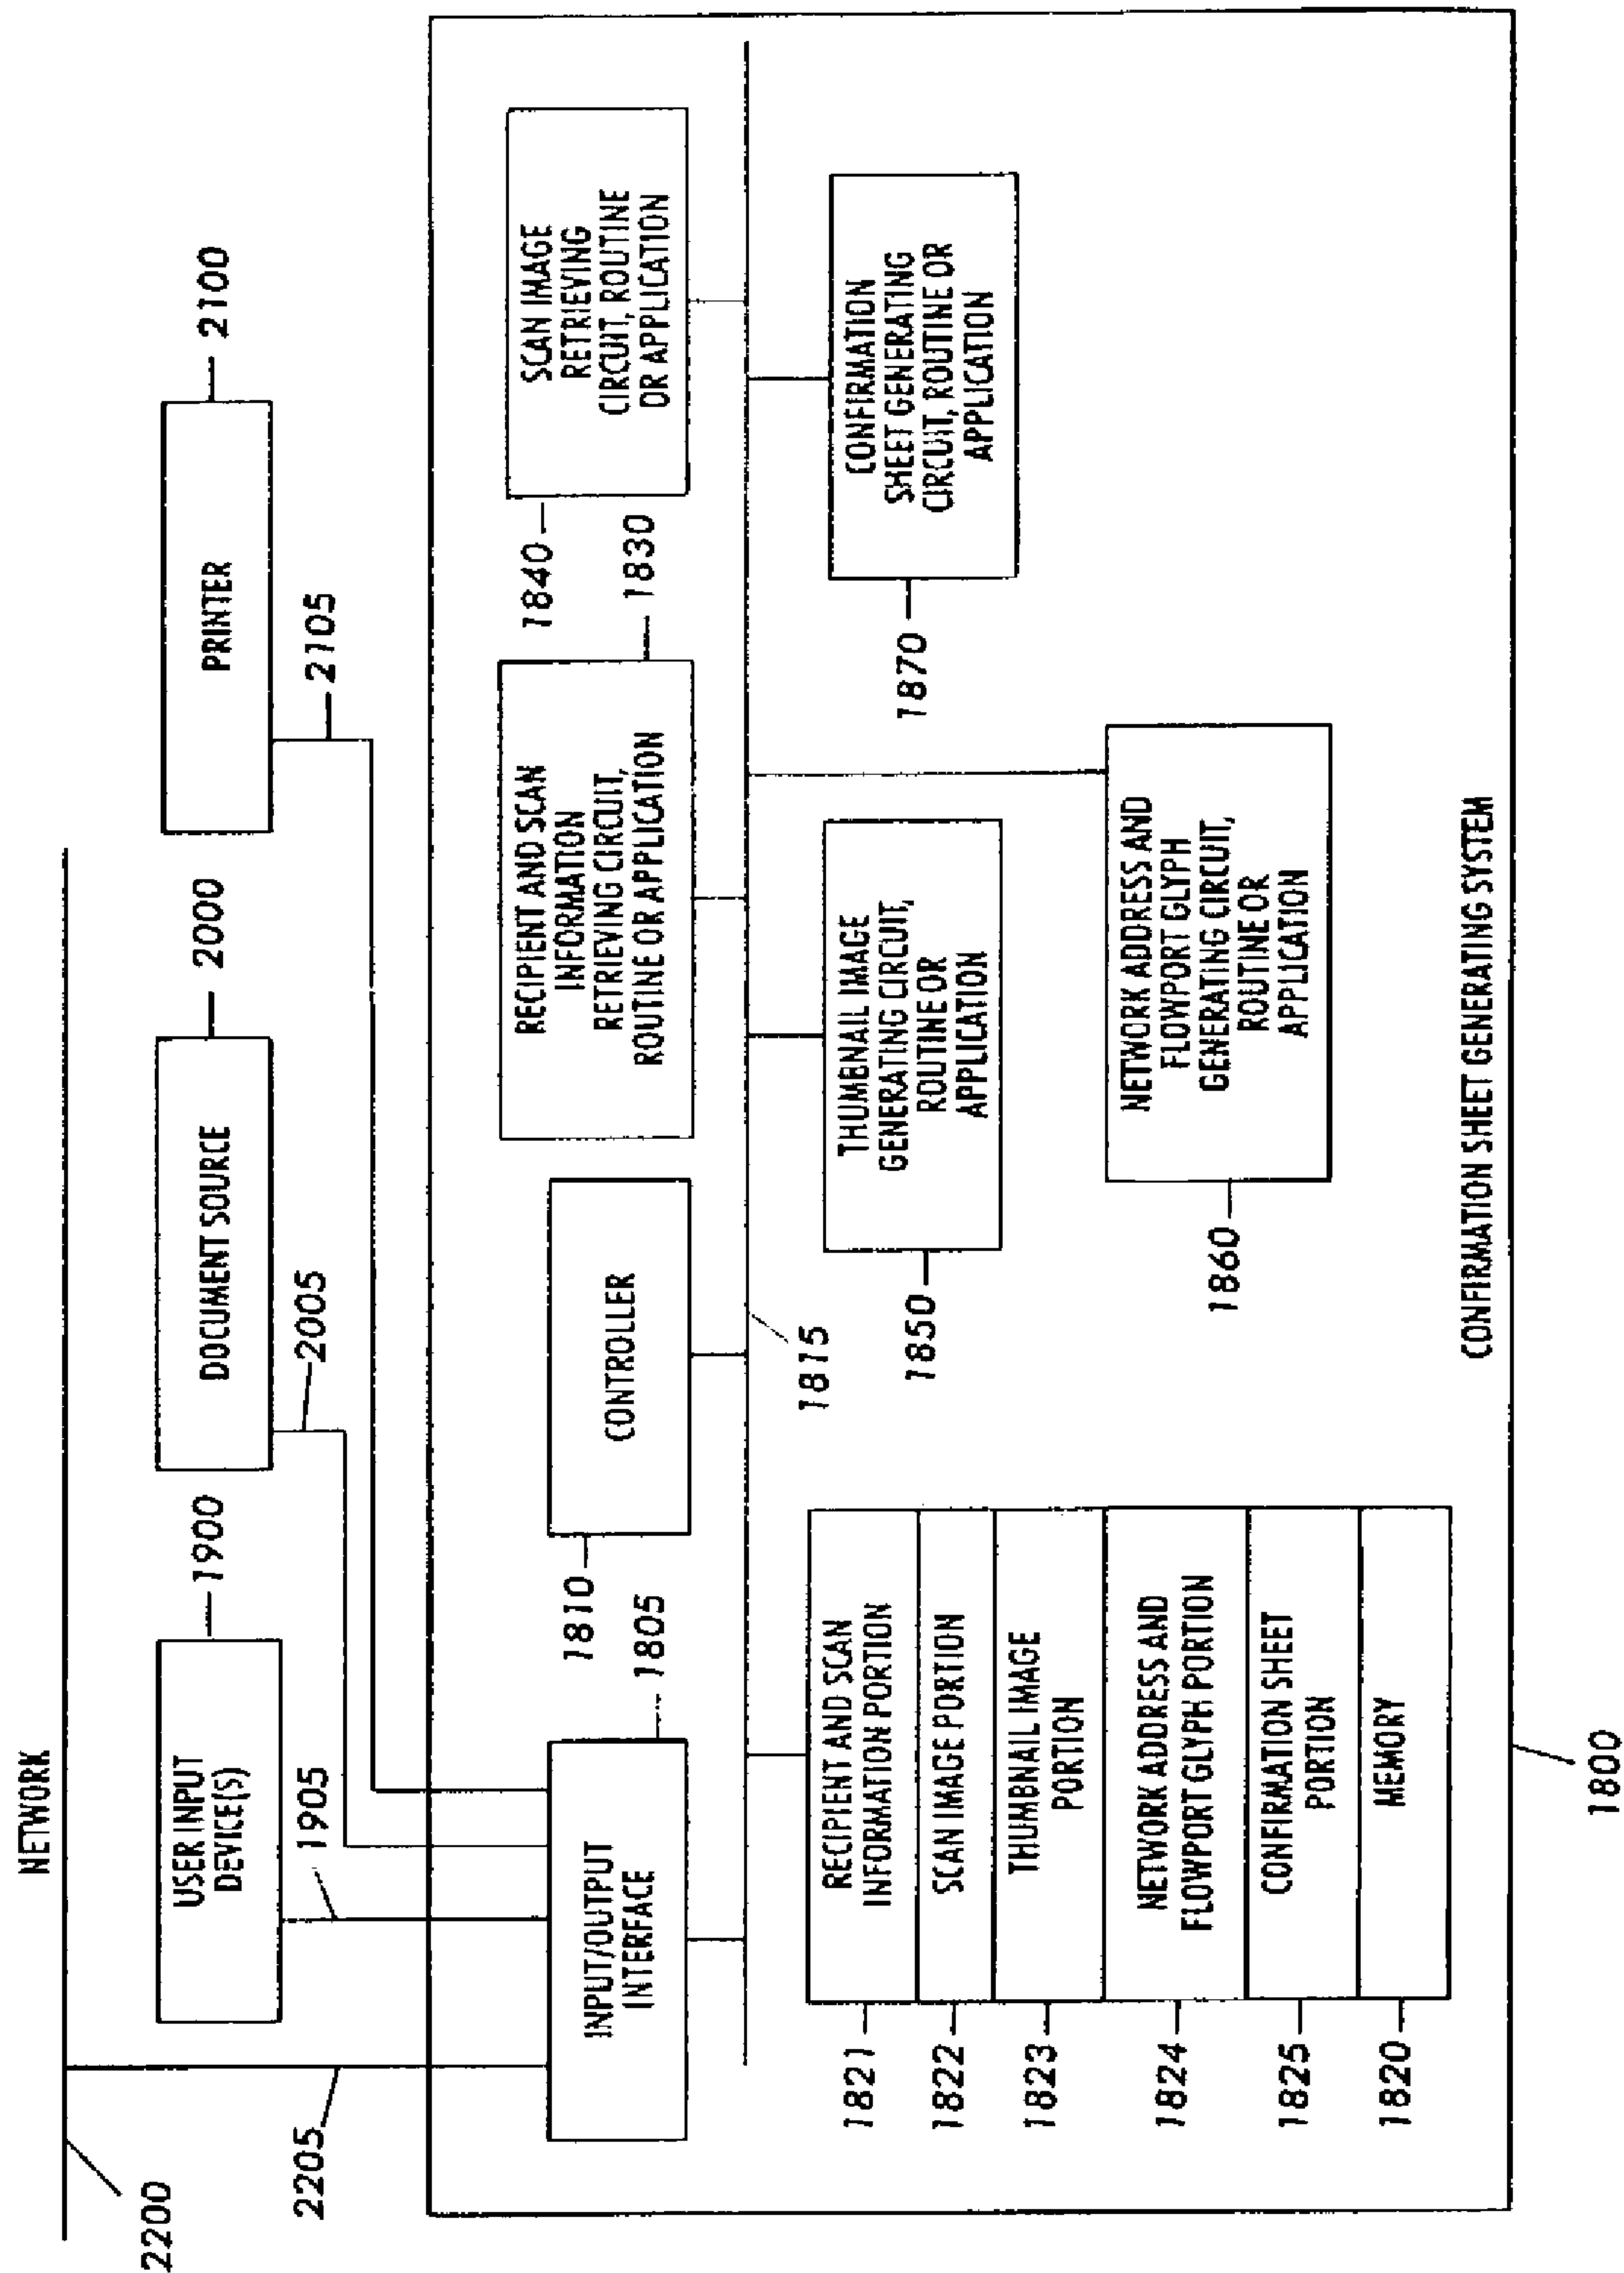 NETWORK
2200
2205
USER INPUT
DEVICE(S)
1900
1905
DOCUMENT SOURCE
2000
2005
PRINTER
2100
2105
INPUT/OUTPUT
INTERFACE
1805
CONTROLLER
1810
RECIPIENT AND SCAN
INFORMATION
RETRIEVING CIRCUIT,
ROUTINE OR APPLICATION
1830
SCAN IMAGE
RETRIEVING
CIRCUIT, ROUTINE
OR APPLICATION
1840
1815
RECIPIENT AND SCAN
INFORMATION PORTION
1821
SCAN IMAGE PORTION
1822
THUMBNAIL IMAGE
PORTION
1823
NETWORK ADDRESS AND
FLOWPORT GLYPH PORTION
1824
CONFIRMATION SHEET
PORTION
1825
MEMORY
1820
THUMBNAIL IMAGE
GENERATING CIRCUIT,
ROUTINE OR
APPLICATION
1850
CONFIRMATION
SHEET GENERATING
CIRCUIT, ROUTINE OR
APPLICATION
1870
NETWORK ADDRESS AND
FLOWPORT GLYPH
GENERATING CIRCUIT,
ROUTINE OR
APPLICATION
1860
CONFIRMATION SHEET GENERATING SYSTEM
1800